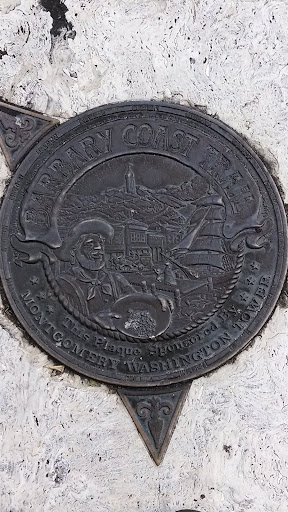 BARBARY COAST TRAIL
This Plaque Sponsored By
MONTGOMERY WASHINGTON TOWER